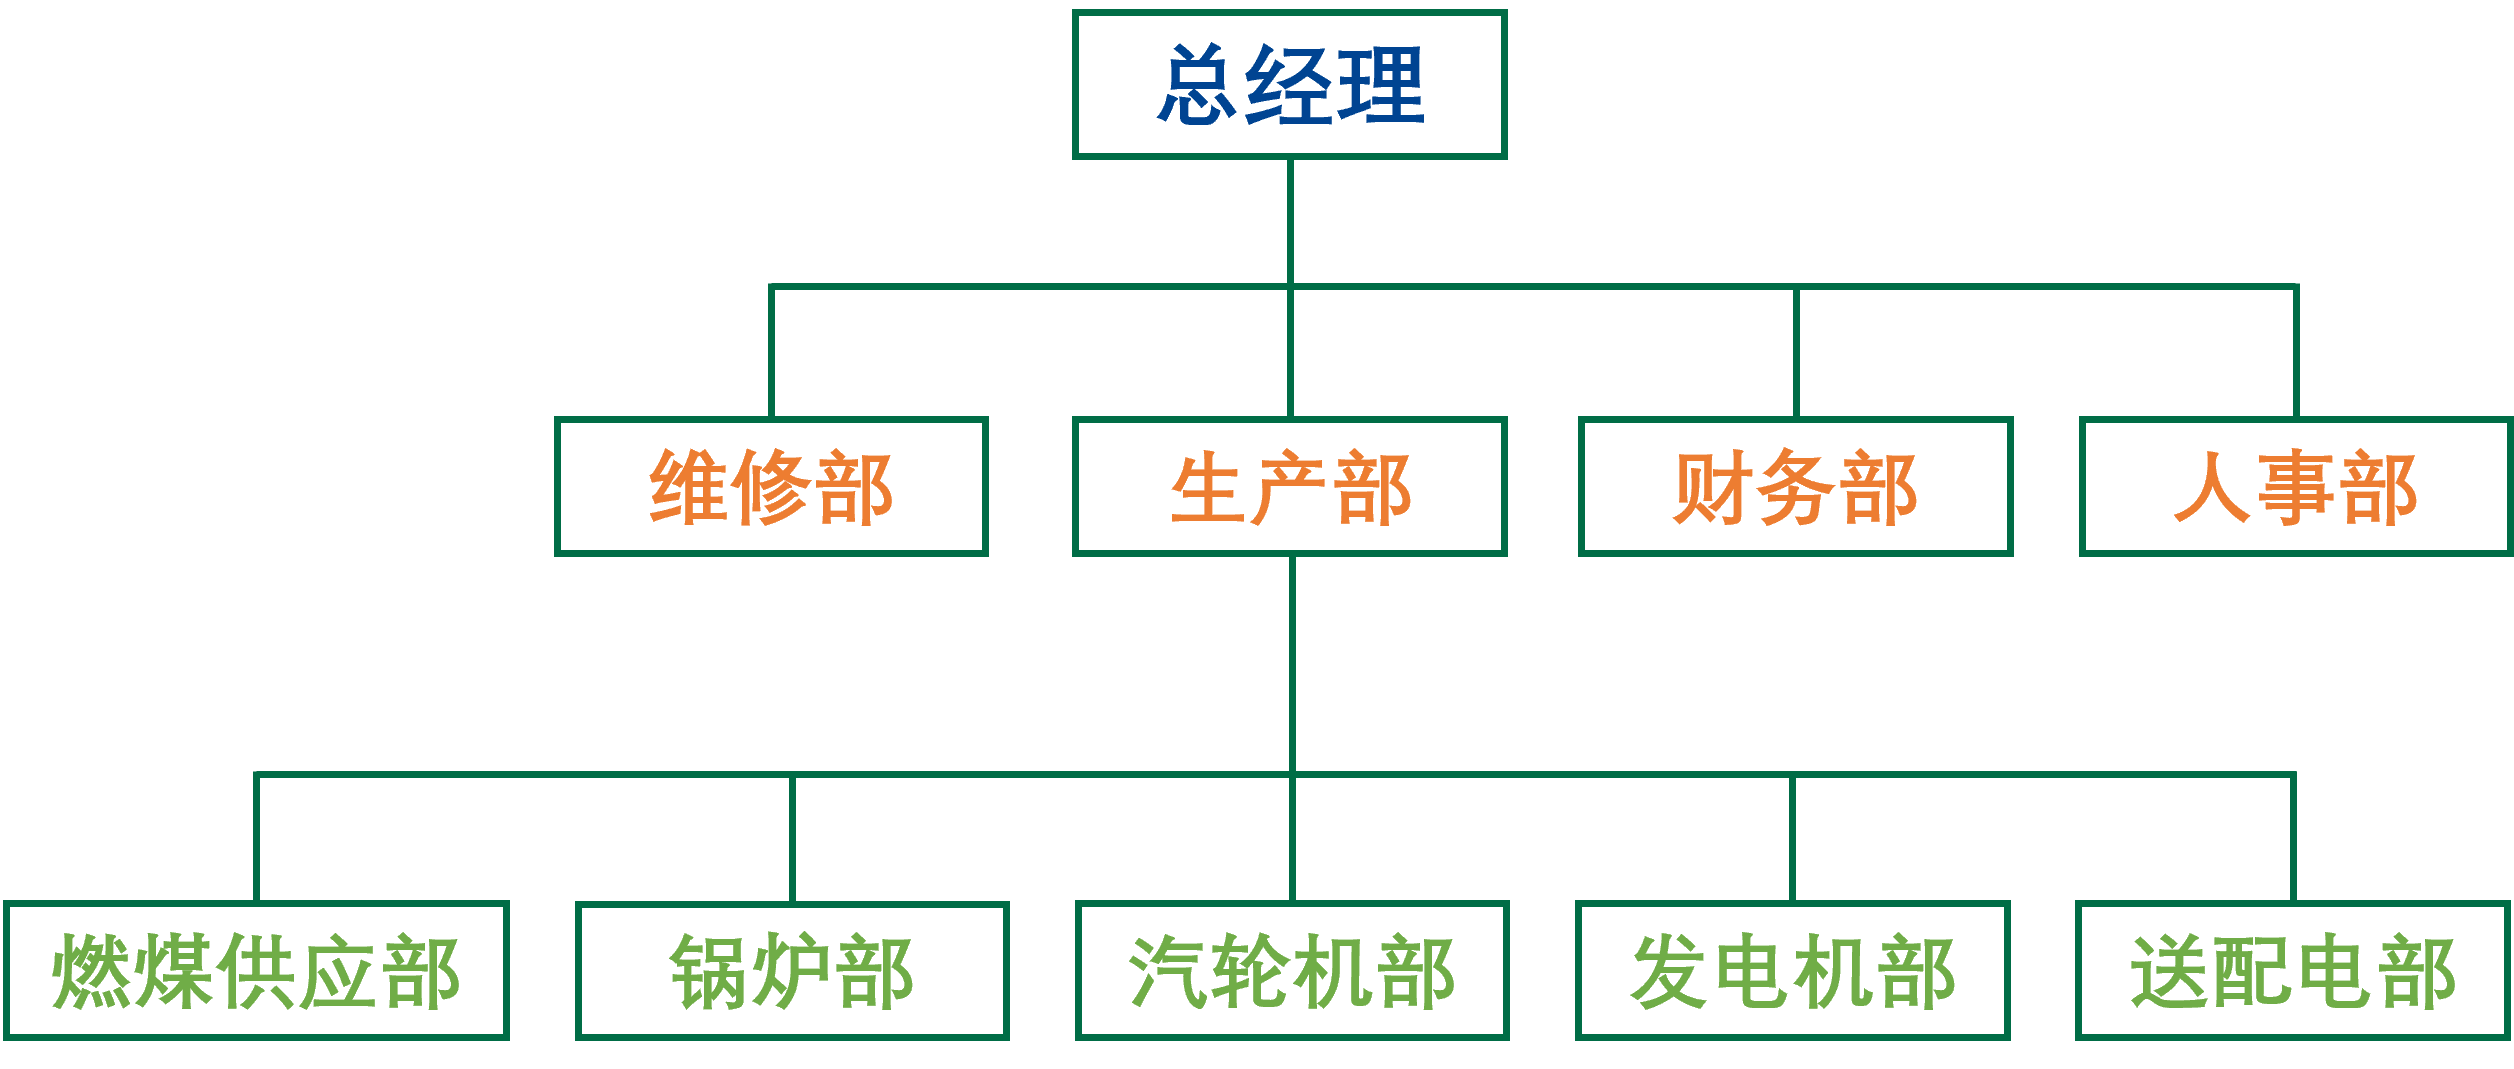 总经理
维修部
生产部
财务部
人事部
燃煤供应部
锅炉部
汽轮机部
发电机部
送配电部